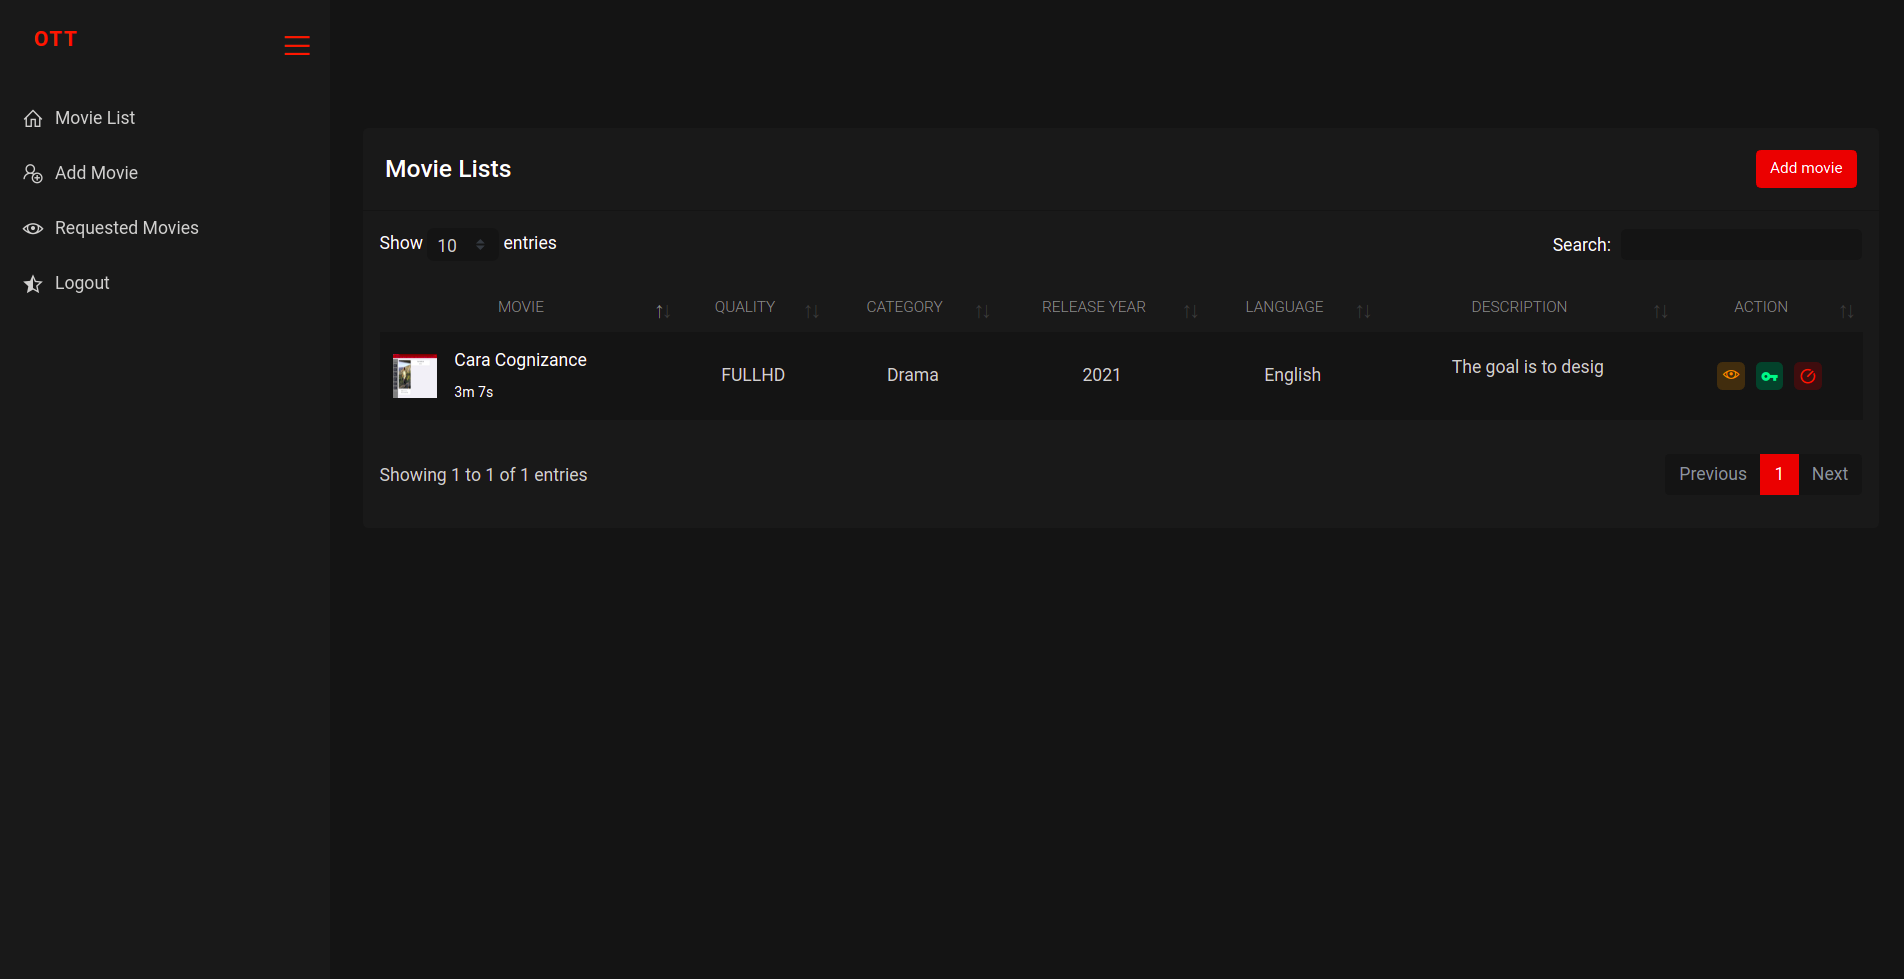 OTT
Movie List
Add Movie
Requested Movies
Logout
Movie Lists
Add movie
Show 10 entries
Search:
MOVIE QUALITY CATEGORY RELEASE YEAR LANGUAGE DESCRIPTION ACTION
Cara Cognizance
3m 7s
FULLHD Drama 2021 English The goal is to desig
Showing 1 to 1 of 1 entries
Previous 1 Next